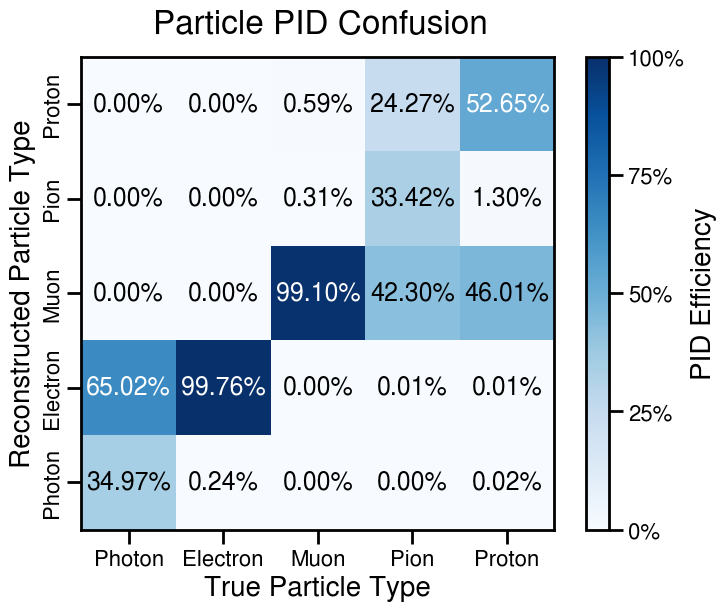 Particle PID Confusion
Reconstructed Particle Type
Proton
0.00% 0.00% 0.59% 24.27% 52.65%
Pion
0.00% 0.00% 0.31% 33.42% 1.30%
Muon
0.00% 0.00% 99.10% 42.30% 46.01%
Electron
65.02% 99.76% 0.00% 0.01% 0.01%
Photon
34.97% 0.24% 0.00% 0.00% 0.02%
Photon Electron Muon Pion Proton
True Particle Type
100%
75%
50%
25%
0%
PID Efficiency